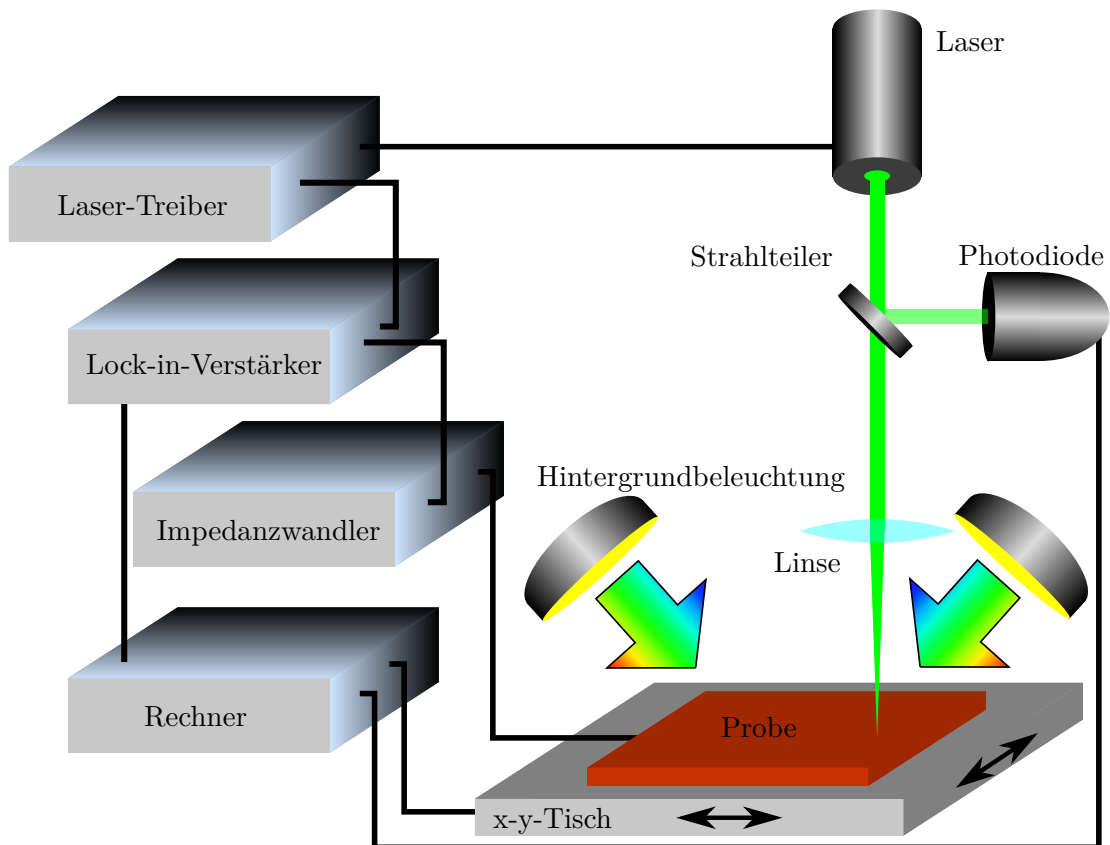 Laser
Laser-Treiber
Strahlteiler
Photodiode
Lock-in-Verstärker
Hintergrundbeleuchtung
Impedanzwandler
Linse
Rechner
Probe
x-y-Tisch